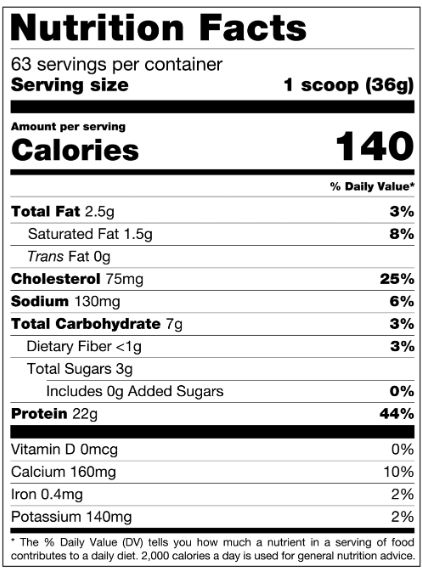 Nutrition Facts
63 servings per container
Serving size 1 scoop (36g)
Amount per serving
Calories 140
% Daily Value*
Total Fat 2.5g 3%
Saturated Fat 1.5g 8%
Trans Fat 0g
Cholesterol 75mg 25%
Sodium 130mg 6%
Total Carbohydrate 7g 3%
Dietary Fiber <1g 3%
Total Sugars 3g
Includes 0g Added Sugars 0%
Protein 22g 44%
Vitamin D 0mcg 0%
Calcium 160mg 10%
Iron 0.4mg 2%
Potassium 140mg 2%
* The % Daily Value (DV) tells you how much a nutrient in a serving of food
contributes to a daily diet. 2,000 calories a day is used for general nutrition advice.